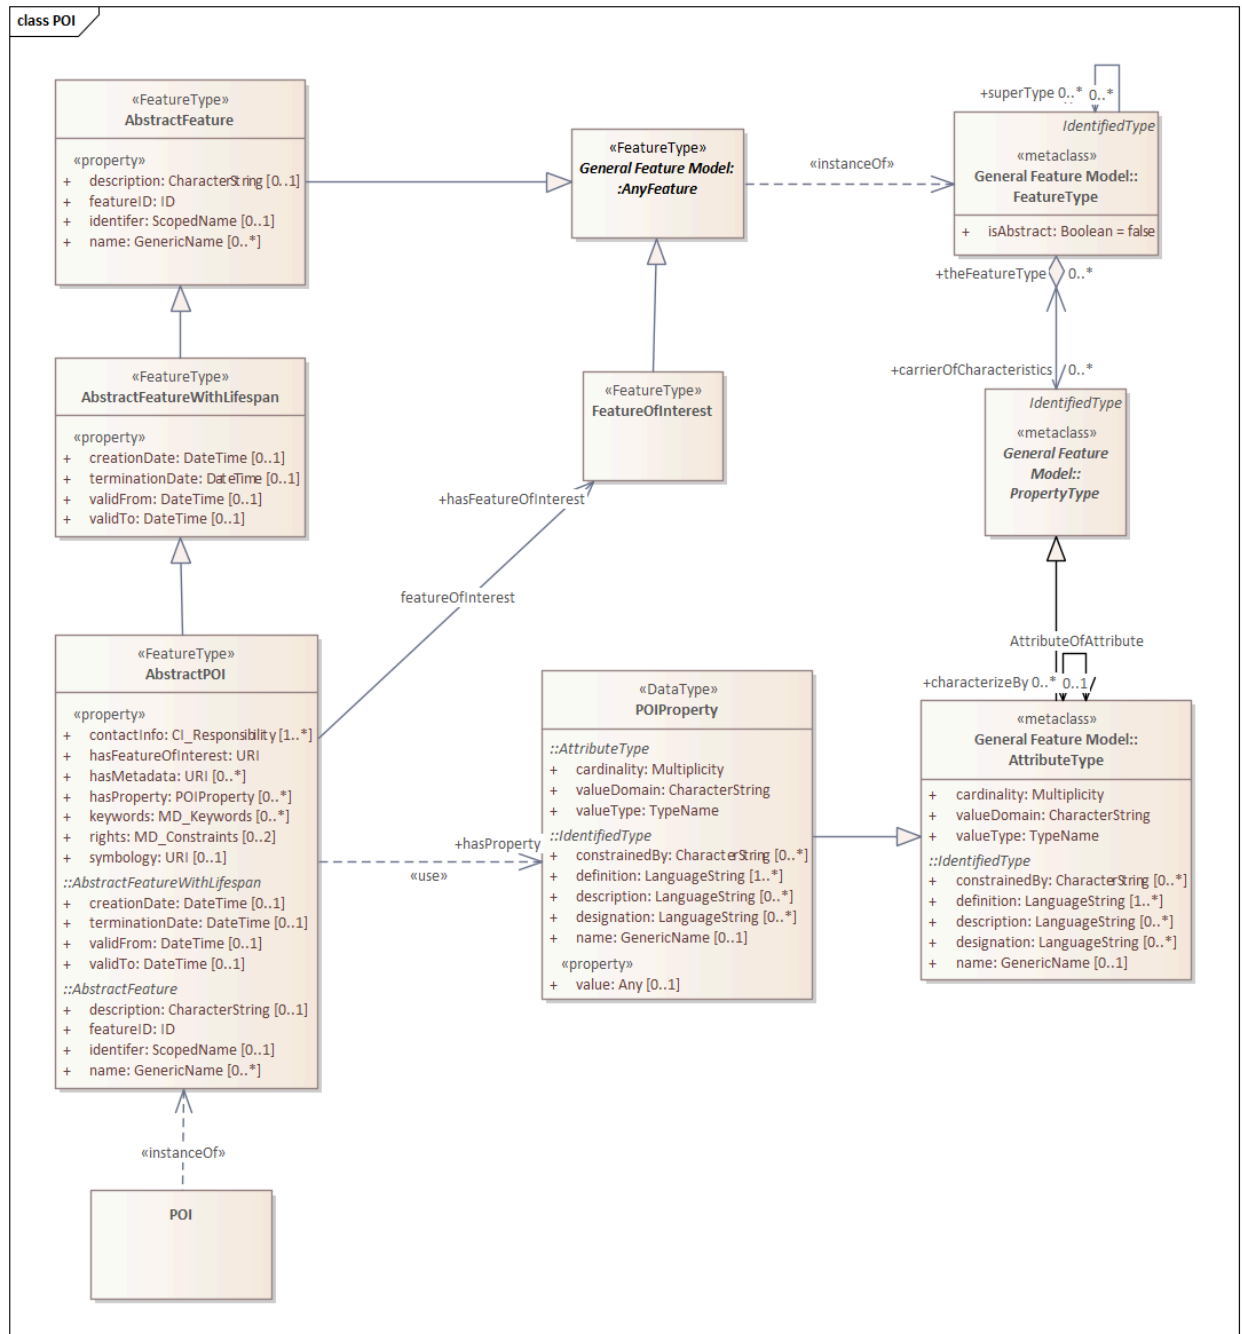 class POI
«FeatureType»
AbstractFeature
«property»
+ description: CharacterString [0..1]
+ featureID: ID
+ identifer: ScopedName [0..1]
+ name: GenericName [0..*]
«FeatureType»
General Feature Model:
:AnyFeature
«instanceOf»
+superType 0..* 0..*
IdentifiedType
«metaclass»
General Feature Model::
FeatureType
+ isAbstract: Boolean = false
+theFeatureType 0..*
+carrierOfCharacteristics 0..*
IdentifiedType
«metaclass»
General Feature
Model::
PropertyType
«FeatureType»
AbstractFeatureWithLifespan
«property»
+ creationDate: DateTime [0..1]
+ terminationDate: DateTime [0..1]
+ validFrom: DateTime [0..1]
+ validTo: DateTime [0..1]
«FeatureType»
FeatureOfInterest
+hasFeatureOfInterest
featureOfInterest
«FeatureType»
AbstractPOI
«property»
+ contactInfo: CI_Responsibility [1..*]
+ hasFeatureOfInterest: URI
+ hasMetadata: URI [0..*]
+ hasProperty: POIProperty [0..*]
+ keywords: MD_Keywords [0..*]
+ rights: MD_Constraints [0..2]
+ symbology: URI [0..1]
::AbstractFeatureWithLifespan
+ creationDate: DateTime [0..1]
+ terminationDate: DateTime [0..1]
+ validFrom: DateTime [0..1]
+ validTo: DateTime [0..1]
::AbstractFeature
+ description: CharacterString [0..1]
+ featureID: ID
+ identifer: ScopedName [0..1]
+ name: GenericName [0..*]
+hasProperty
«use»
«DataType»
POIProperty
::AttributeType
+ cardinality: Multiplicity
+ valueDomain: CharacterString
+ valueType: TypeName
::IdentifiedType
+ constrainedBy: CharacterString [0..*]
+ definition: LanguageString [1..*]
+ description: LanguageString [0..*]
+ designation: LanguageString [0..*]
+ name: GenericName [0..1]
«property»
+ value: Any [0..1]
AttributeOfAttribute
+characterizeBy 0..* 0..1
«metaclass»
General Feature Model::
AttributeType
+ cardinality: Multiplicity
+ valueDomain: CharacterString
+ valueType: TypeName
::IdentifiedType
+ constrainedBy: CharacterString [0..*]
+ definition: LanguageString [1..*]
+ description: LanguageString [0..*]
+ designation: LanguageString [0..*]
+ name: GenericName [0..1]
«instanceOf»
POI